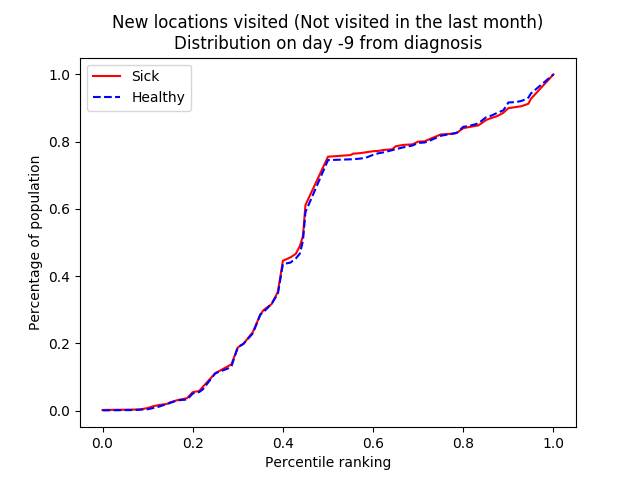 New locations visited (Not visited in the last month)
Distribution on day -9 from diagnosis
Sick
Healthy
Percentage of population
1.0
0.8
0.6
0.4
0.2
0.0
0.0 0.2 0.4 0.6 0.8 1.0
Percentile ranking